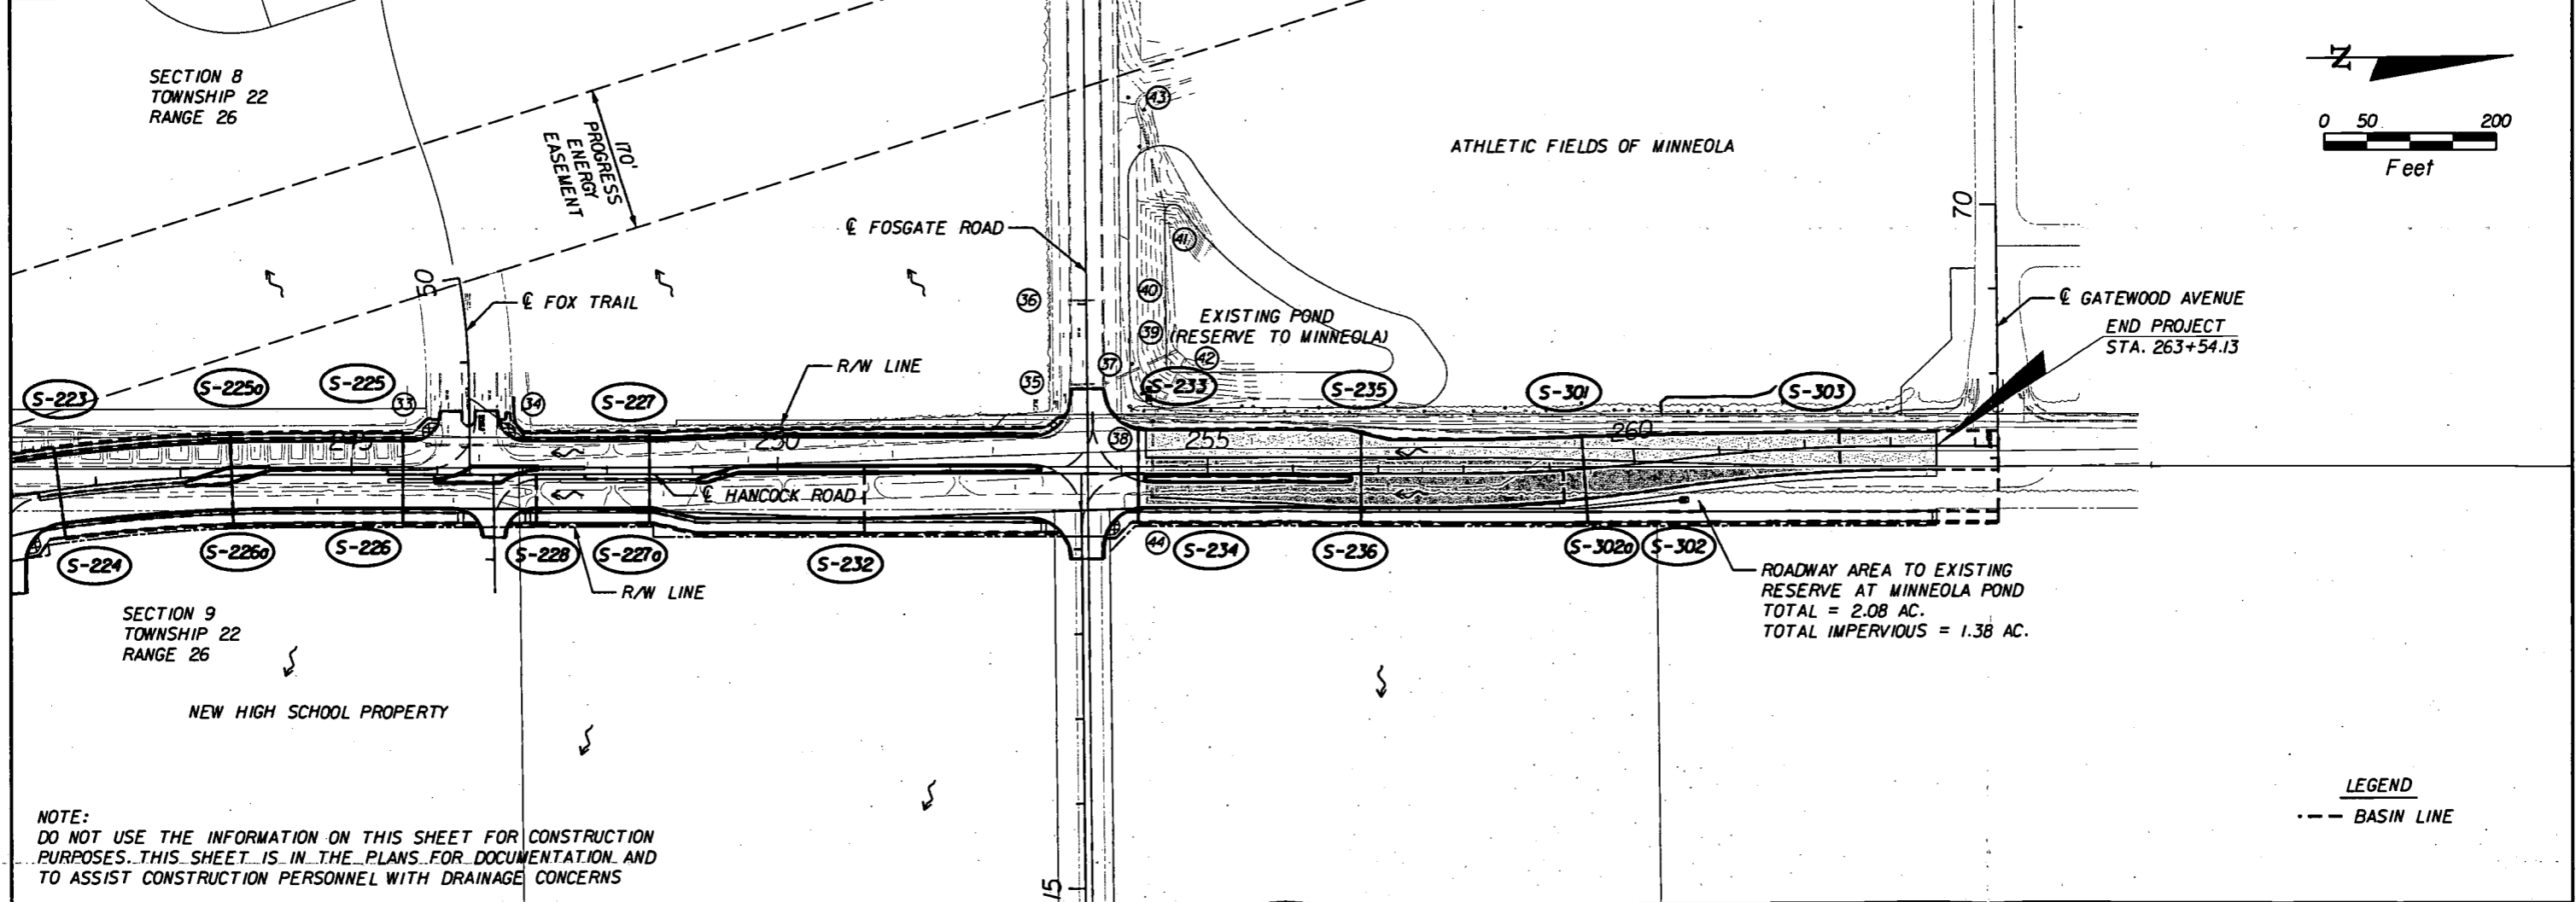 SECTION 8
TOWNSHIP 22
RANGE 26
170'
PROGRESS
ENERGY
EASEMENT
N
0 50 200
Feet
ATHLETIC FIELDS OF MINNEOLA
43
70
℄ FOSGATE ROAD
41
50
℄ FOX TRAIL
36
40
EXISTING POND
(RESERVE TO MINNEOLA)
39
42
37
℄ GATEWOOD AVENUE
END PROJECT
STA. 263+54.13
R/W LINE
35
S-223
S-225a
S-225
33
34
S-227
S-233
S-235
S-301
S-303
250
38
255
260
℄ HANCOCK ROAD
S-224
S-226a
S-226
S-228
S-227a
S-232
44
S-234
S-236
S-302a
S-302
R/W LINE
ROADWAY AREA TO EXISTING
RESERVE AT MINNEOLA POND
TOTAL = 2.08 AC.
TOTAL IMPERVIOUS = 1.38 AC.
SECTION 9
TOWNSHIP 22
RANGE 26
NEW HIGH SCHOOL PROPERTY
15
LEGEND
BASIN LINE
NOTE:
DO NOT USE THE INFORMATION ON THIS SHEET FOR CONSTRUCTION
PURPOSES. THIS SHEET IS IN THE PLANS FOR DOCUMENTATION AND
TO ASSIST CONSTRUCTION PERSONNEL WITH DRAINAGE CONCERNS